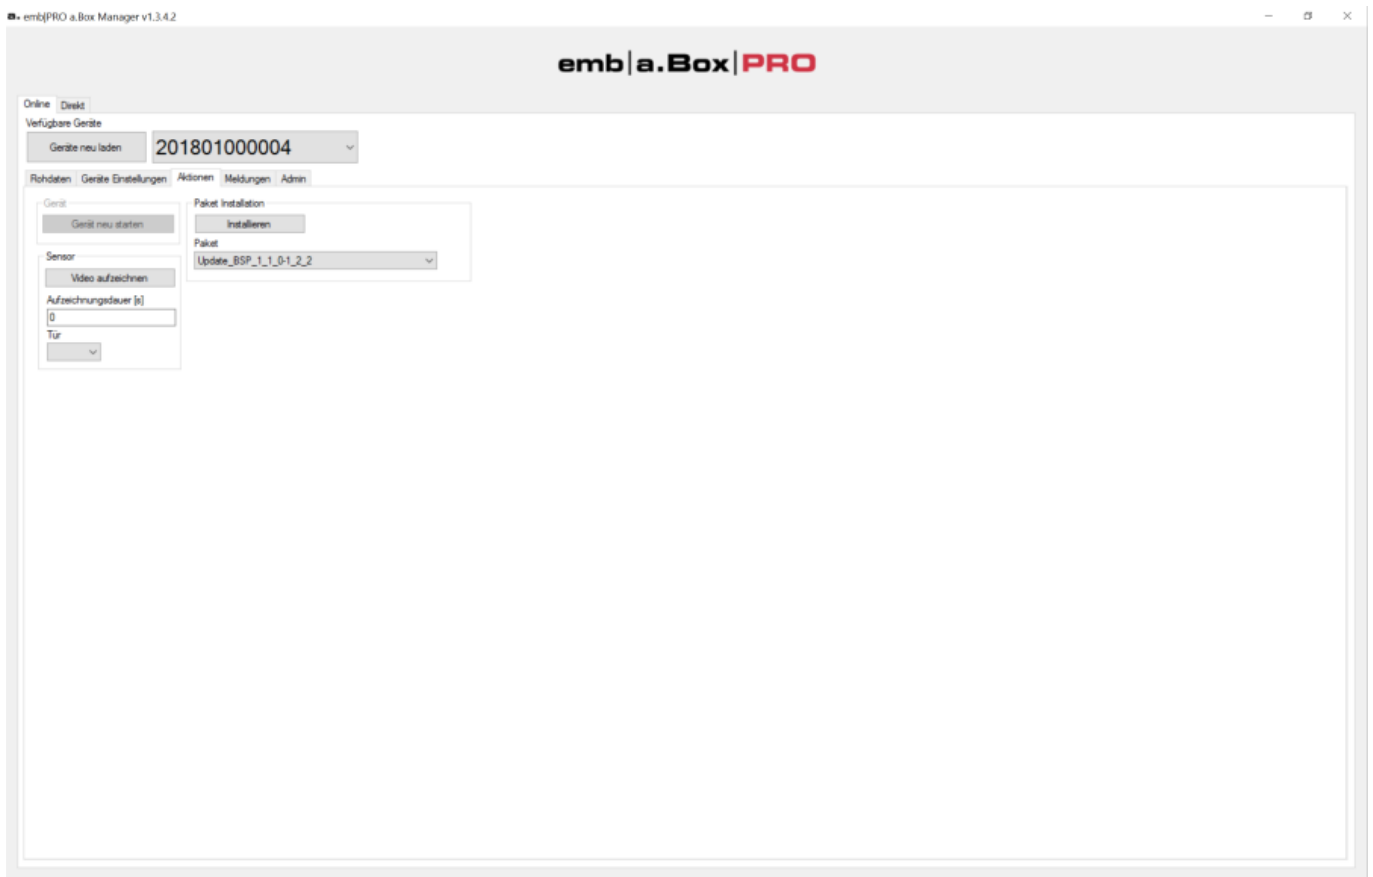 a. emb|PRO a.Box Manager v1.3.4.2
emb|a.Box|PRO
Online Direkt
Verfügbare Geräte
Geräte neu laden 201801000004
Rohdaten Geräte Einstellungen Aktionen Meldungen Admin
Gerät
Gerät neu starten
Paket Installation
Installieren
Paket
Update_BSP_1_1_0-1_2_2
Sensor
Video aufzeichnen
Aufzeichnungsdauer [s]
0
Tür